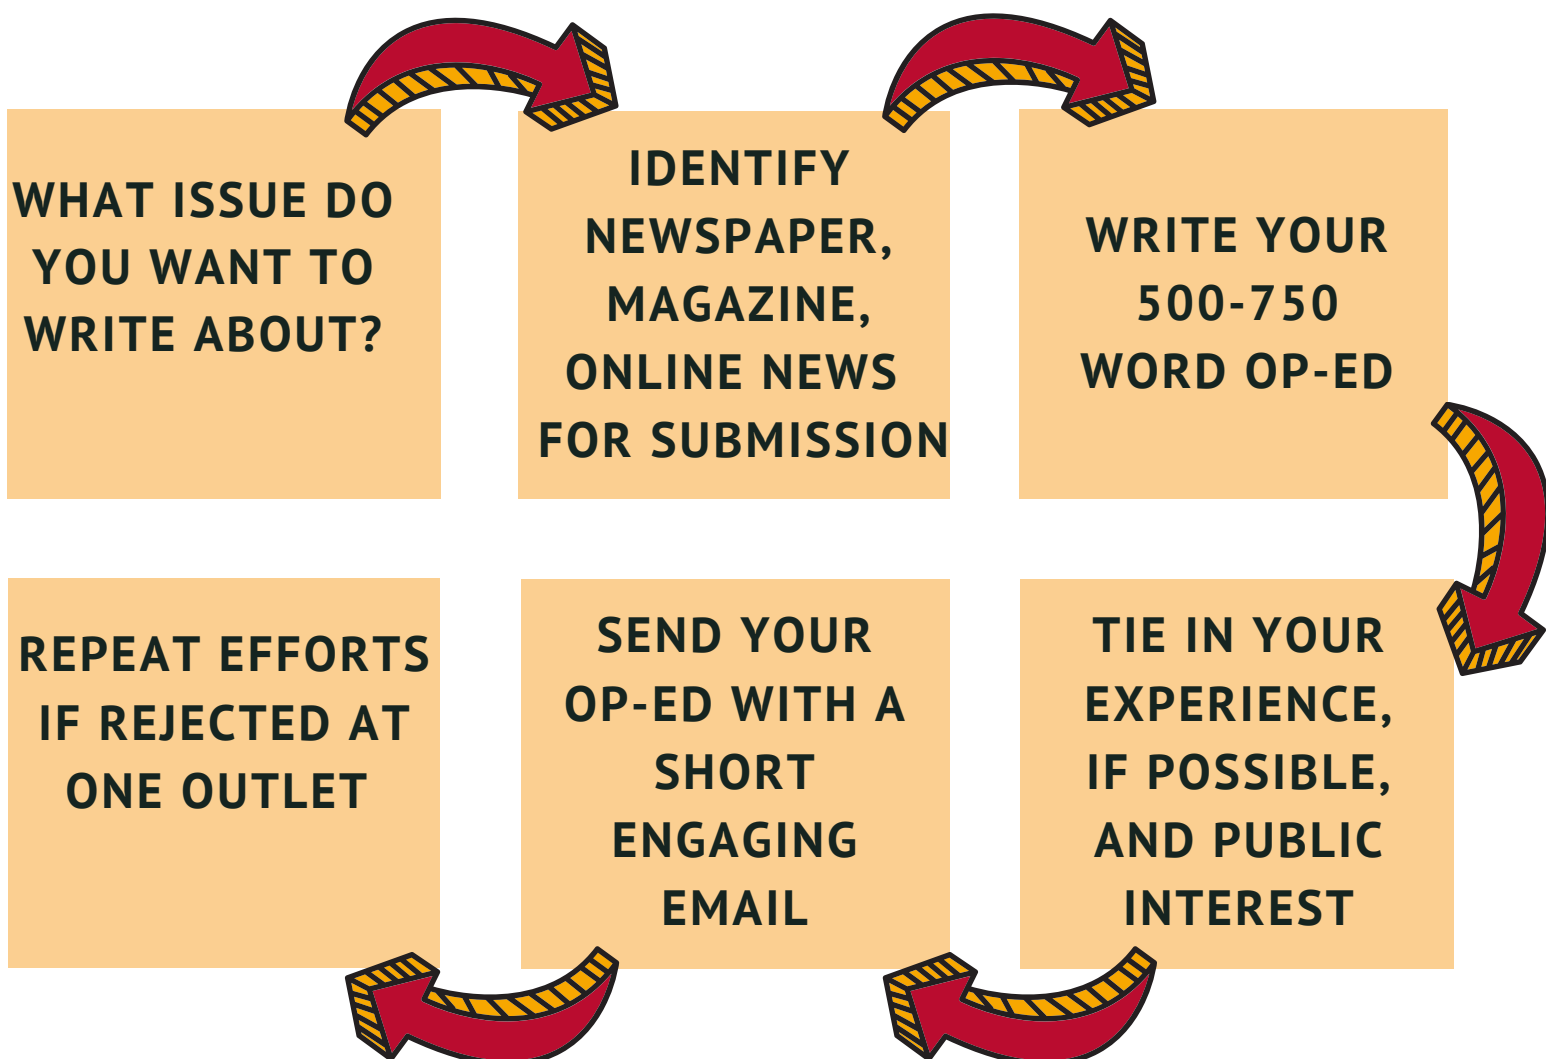 WHAT ISSUE DO
YOU WANT TO
WRITE ABOUT?
IDENTIFY
NEWSPAPER,
MAGAZINE,
ONLINE NEWS
FOR SUBMISSION
WRITE YOUR
500-750
WORD OP-ED
TIE IN YOUR
EXPERIENCE,
IF POSSIBLE,
AND PUBLIC
INTEREST
SEND YOUR
OP-ED WITH A
SHORT
ENGAGING
EMAIL
REPEAT EFFORTS
IF REJECTED AT
ONE OUTLET